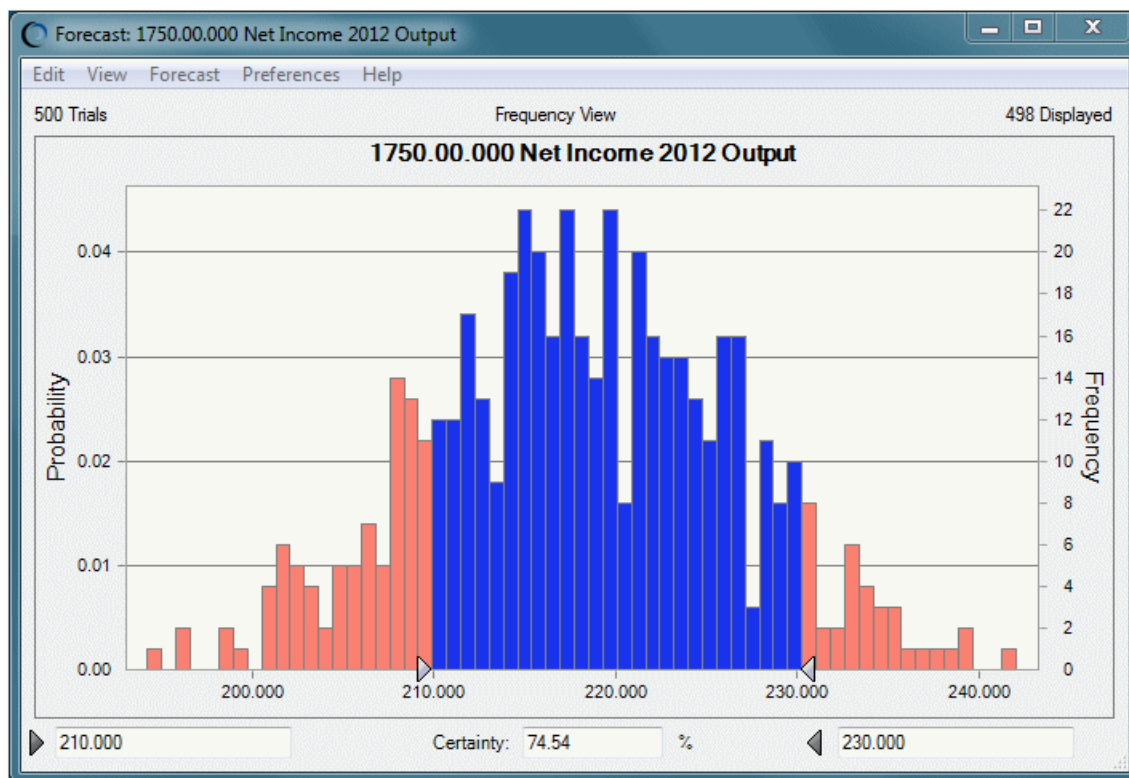 Forecast: 1750.00.000 Net Income 2012 Output
Edit View Forecast Preferences Help
500 Trials Frequency View 498 Displayed
1750.00.000 Net Income 2012 Output
Probability
0.04
0.03
0.02
0.01
0.00
22
20
18
16
14
12
10
8
6
4
2
0
Frequency
200.000 210.000 220.000 230.000 240.000
210.000 Certainty: 74.54 % 230.000